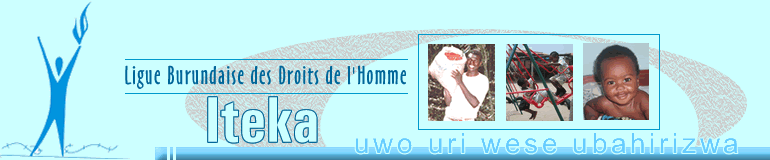 Ligue Burundaise des Droits de l'Homme
Iteka
uwo uri wese ubahirizwa